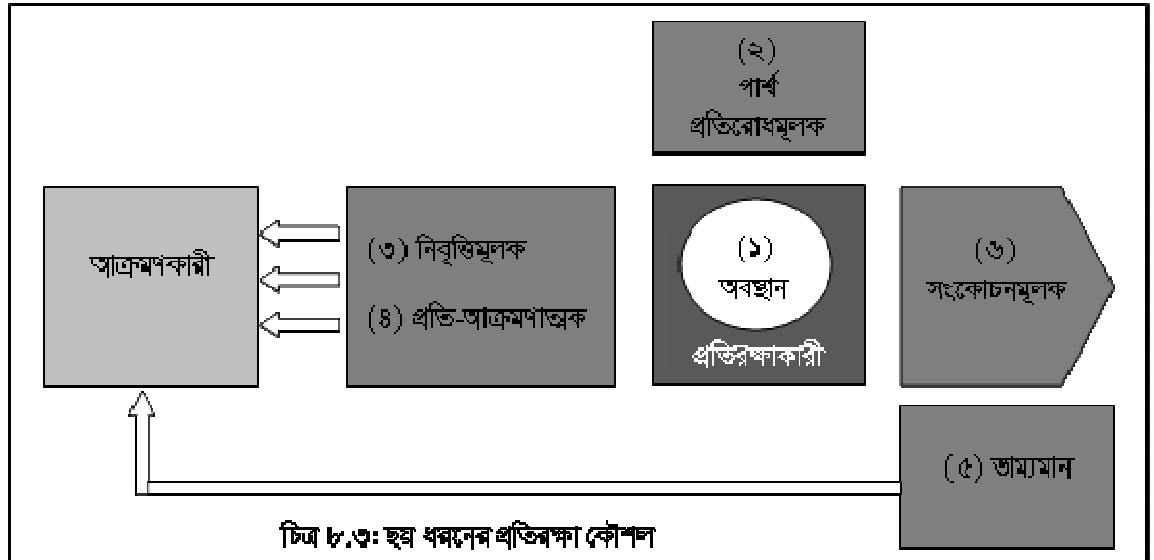 (২)
পার্শ্ব
প্রতিরোধমূলক
আক্রমণকারী
(৩) নিবৃত্তিমূলক
(৪) প্রতি-আক্রমণাত্মক
(১)
অবস্থান
প্রতিরক্ষাকারী
(৬)
সংকোচনমূলক
(৫) ভাম্যমান
চিত্র ৮.৩: ছয় ধরনের প্রতিরক্ষা কৌশল